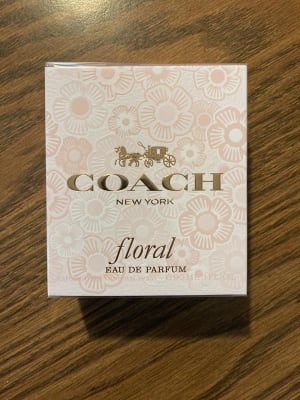 COACH
NEW YORK
floral
EAU DE PARFUM